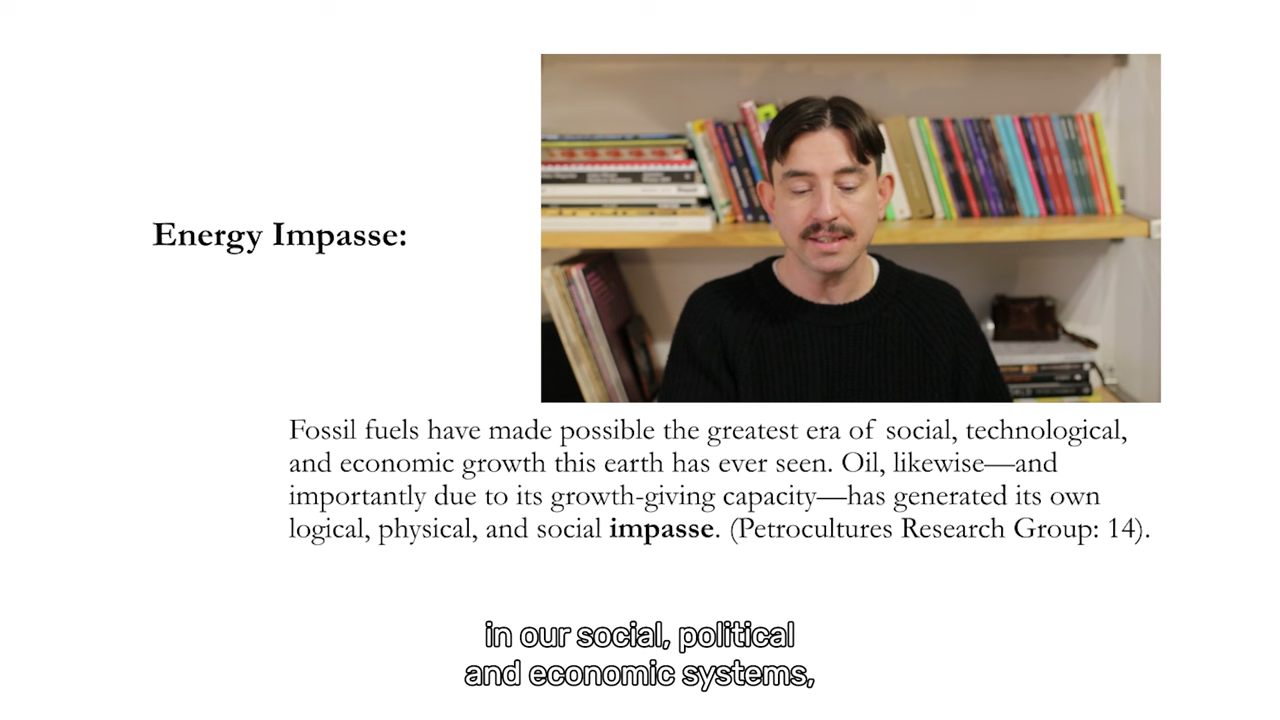 Energy Impasse:
Fossil fuels have made possible the greatest era of social, technological,
and economic growth this earth has ever seen. Oil, likewise—and
importantly due to its growth-giving capacity—has generated its own
logical, physical, and social impasse. (Petrocultures Research Group: 14).
in our social, political
and economic systems,